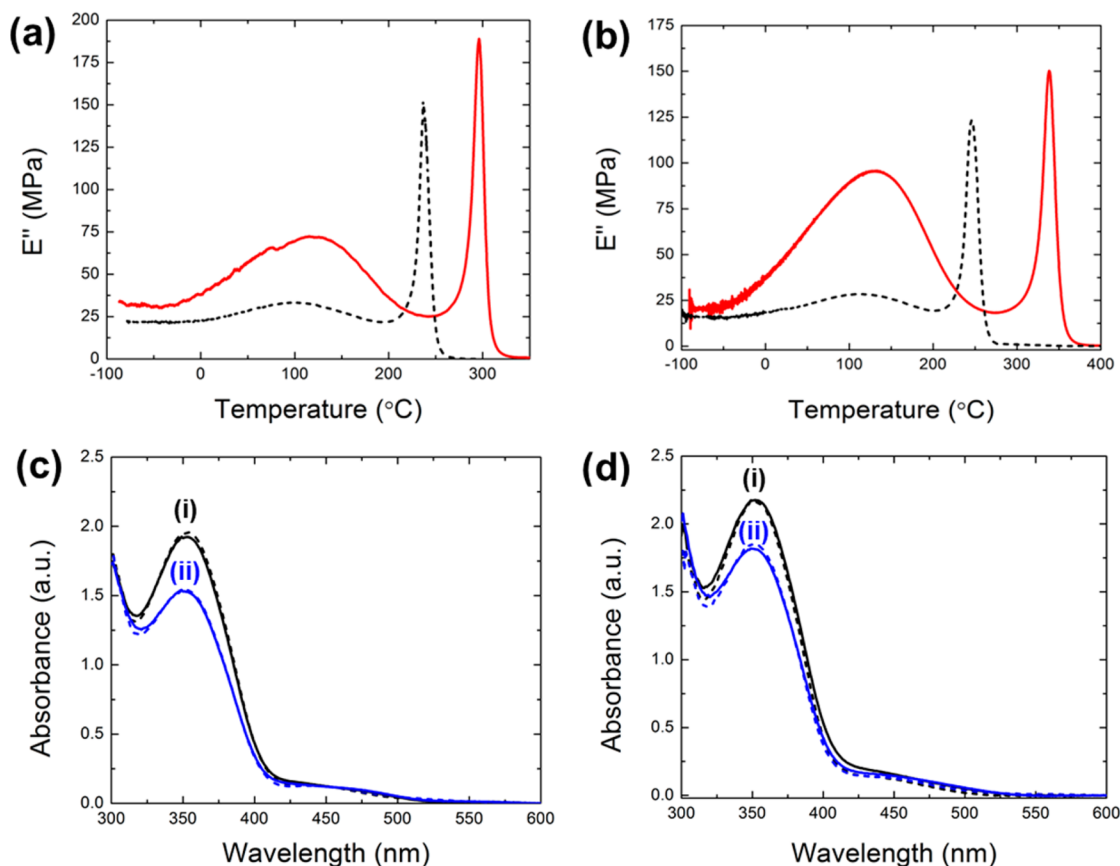 (a)
200
175
150
125
100
75
50
25
0
E" (MPa)
-100 0 100 200 300
Temperature (°C)
(b)
175
150
125
100
75
50
25
0
E" (MPa)
-100 0 100 200 300 400
Temperature (°C)
(c)
2.5
2.0
1.5
1.0
0.5
0.0
Absorbance (a.u.)
(i)
(ii)
300 350 400 450 500 550 600
Wavelength (nm)
(d)
2.5
2.0
1.5
1.0
0.5
0.0
Absorbance (a.u.)
(i)
(ii)
300 350 400 450 500 550 600
Wavelength (nm)